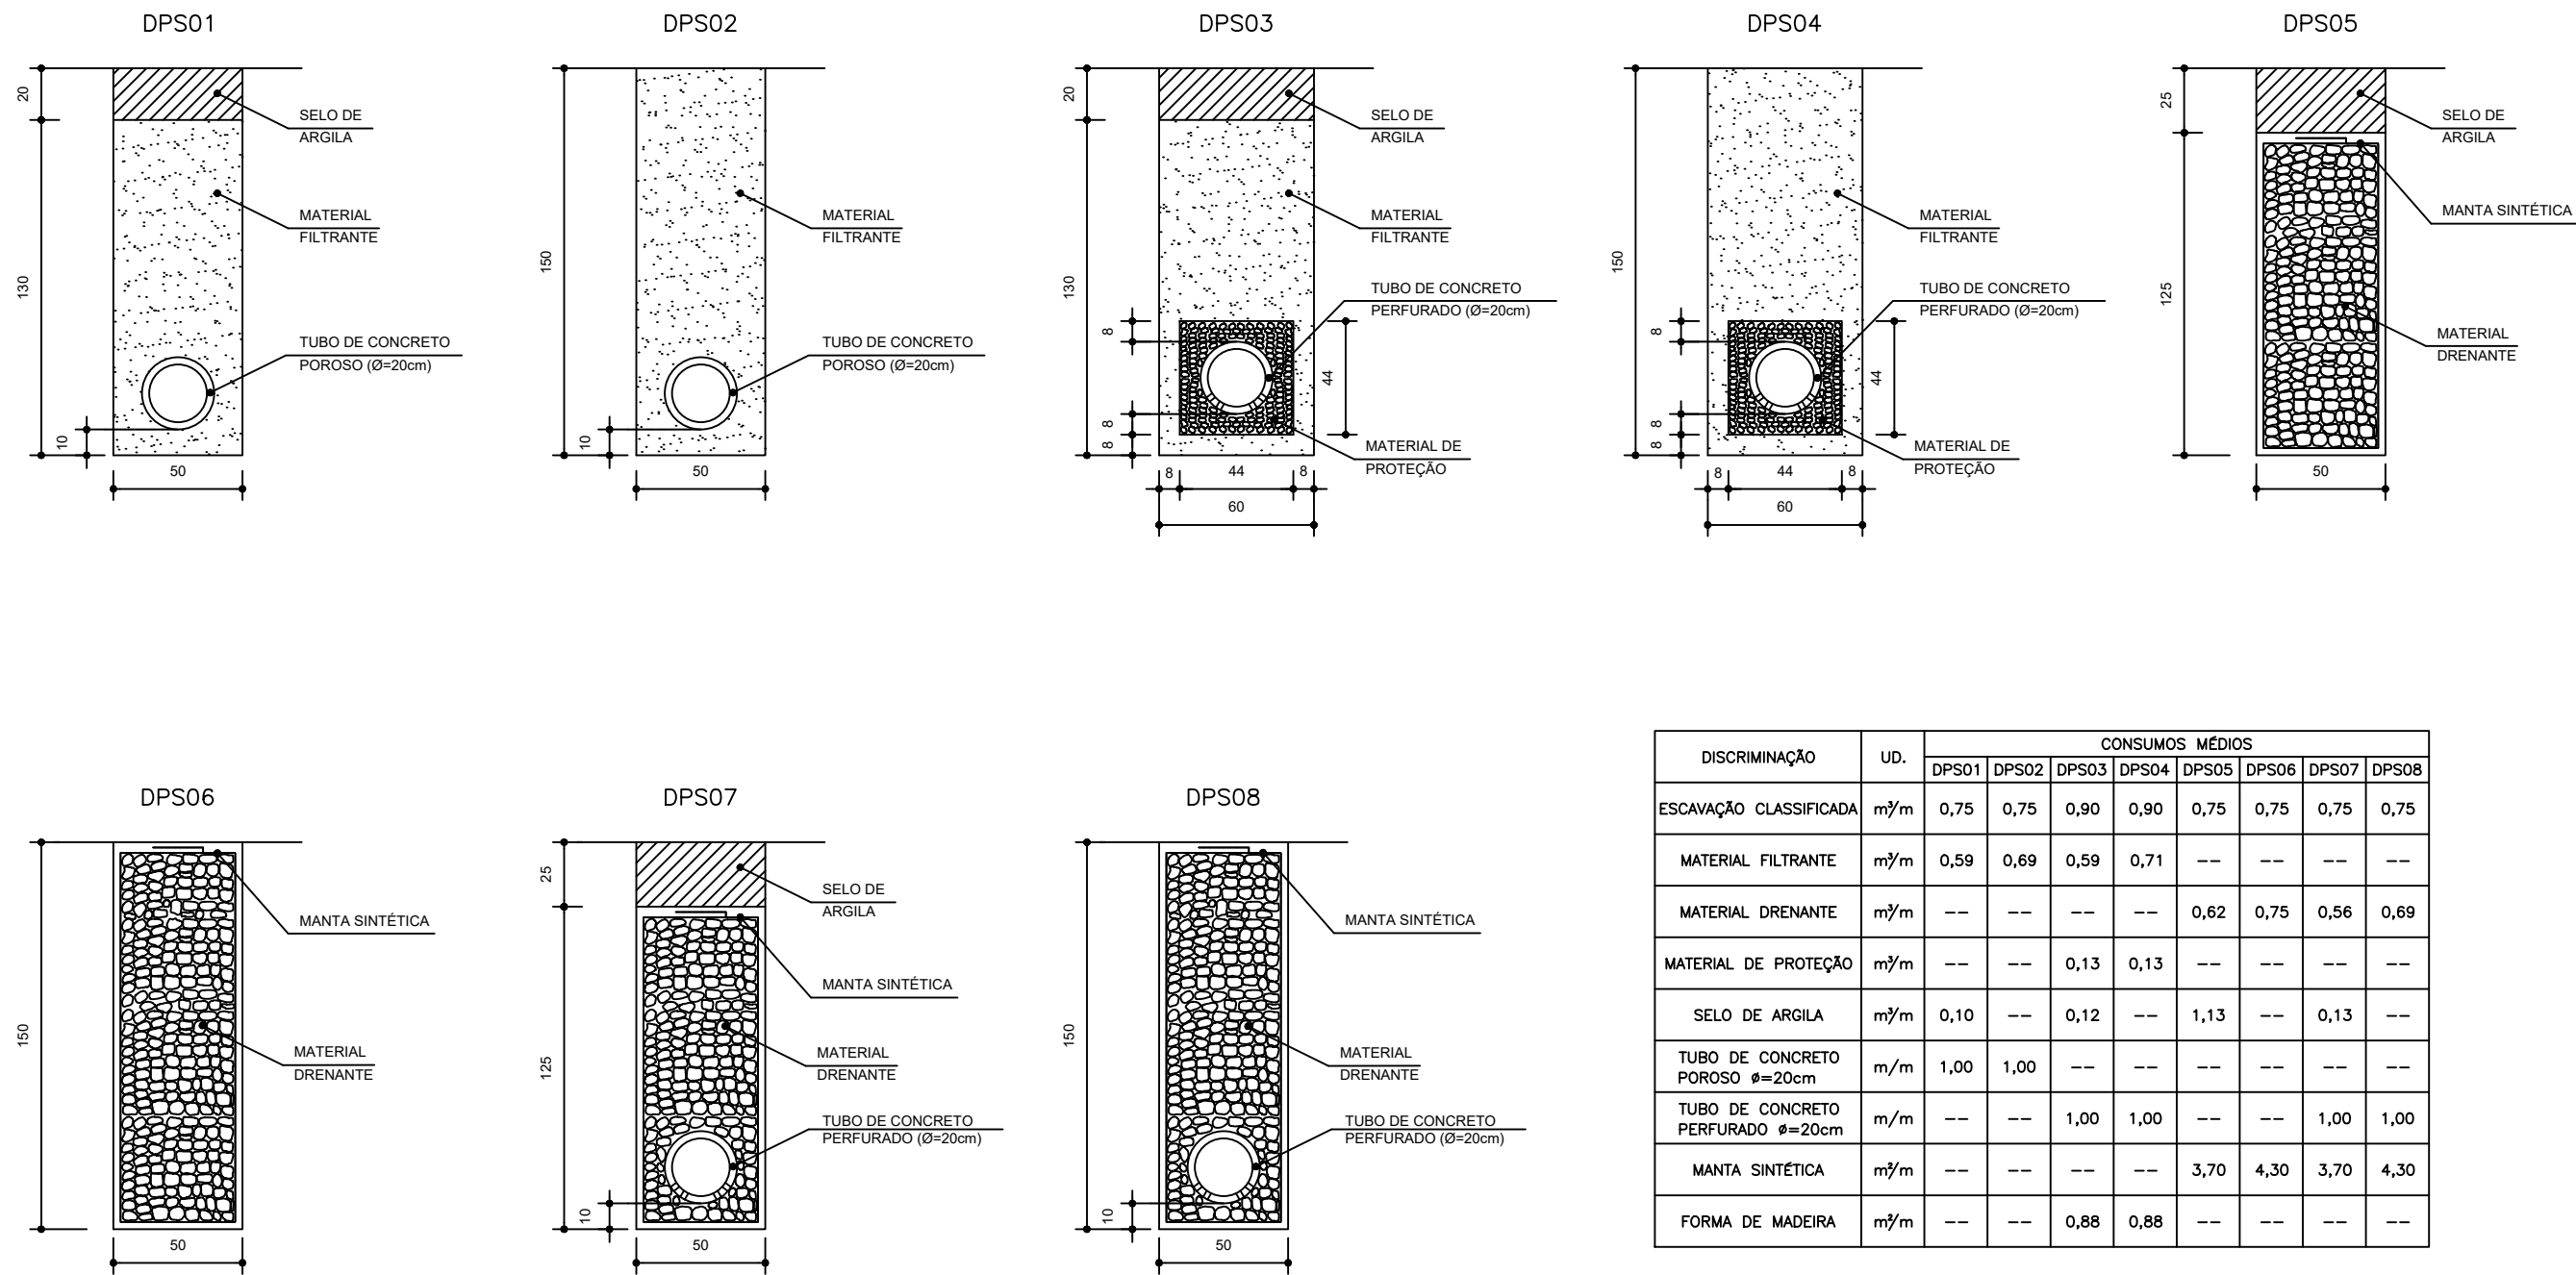 DPS01
20
130
10
50
SELO DE
ARGILA
MATERIAL
FILTRANTE
TUBO DE CONCRETO
POROSO (Ø=20cm)
DPS02
150
10
50
MATERIAL
FILTRANTE
TUBO DE CONCRETO
POROSO (Ø=20cm)
DPS03
20
130
8
8
8
44
8
44
8
60
SELO DE
ARGILA
MATERIAL
FILTRANTE
TUBO DE CONCRETO
PERFURADO (Ø=20cm)
MATERIAL DE
PROTEÇÃO
DPS04
150
8
8
8
44
8
44
8
60
MATERIAL
FILTRANTE
TUBO DE CONCRETO
PERFURADO (Ø=20cm)
MATERIAL DE
PROTEÇÃO
DPS05
25
125
50
SELO DE
ARGILA
MANTA SINTÉTICA
MATERIAL
DRENANTE
DPS06
150
50
MANTA SINTÉTICA
MATERIAL
DRENANTE
DPS07
25
125
10
50
SELO DE
ARGILA
MANTA SINTÉTICA
MATERIAL
DRENANTE
TUBO DE CONCRETO
PERFURADO (Ø=20cm)
DPS08
150
10
50
MANTA SINTÉTICA
MATERIAL
DRENANTE
TUBO DE CONCRETO
PERFURADO (Ø=20cm)
DISCRIMINAÇÃO UD. CONSUMOS MÉDIOS
DPS01 DPS02 DPS03 DPS04 DPS05 DPS06 DPS07 DPS08
ESCAVAÇÃO CLASSIFICADA m³/m 0,75 0,75 0,90 0,90 0,75 0,75 0,75 0,75
MATERIAL FILTRANTE m³/m 0,59 0,69 0,59 0,71 -- -- -- --
MATERIAL DRENANTE m³/m -- -- -- -- 0,62 0,75 0,56 0,69
MATERIAL DE PROTEÇÃO m³/m -- -- 0,13 0,13 -- -- -- --
SELO DE ARGILA m³/m 0,10 -- 0,12 -- 1,13 -- 0,13 --
TUBO DE CONCRETO
POROSO ø=20cm m/m 1,00 1,00 -- -- -- -- -- --
TUBO DE CONCRETO
PERFURADO ø=20cm m/m -- -- 1,00 1,00 -- -- 1,00 1,00
MANTA SINTÉTICA m²/m -- -- -- -- 3,70 4,30 3,70 4,30
FORMA DE MADEIRA m²/m -- -- 0,88 0,88 -- -- -- --